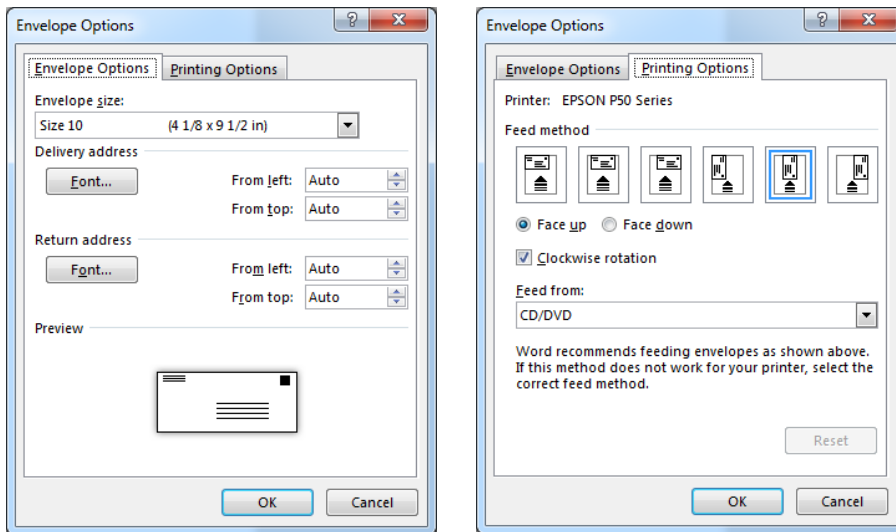 Envelope Options
Envelope Options
Printing Options
Envelope size:
Size 10 (4 1/8 x 9 1/2 in)
Delivery address
Font...
From left: Auto
From top: Auto
Return address
Font...
From left: Auto
From top: Auto
Preview
OK
Cancel
Envelope Options
Envelope Options
Printing Options
Printer: EPSON P50 Series
Feed method
Face up
Face down
Clockwise rotation
Feed from:
CD/DVD
Word recommends feeding envelopes as shown above.
If this method does not work for your printer, select the
correct feed method.
Reset
OK
Cancel